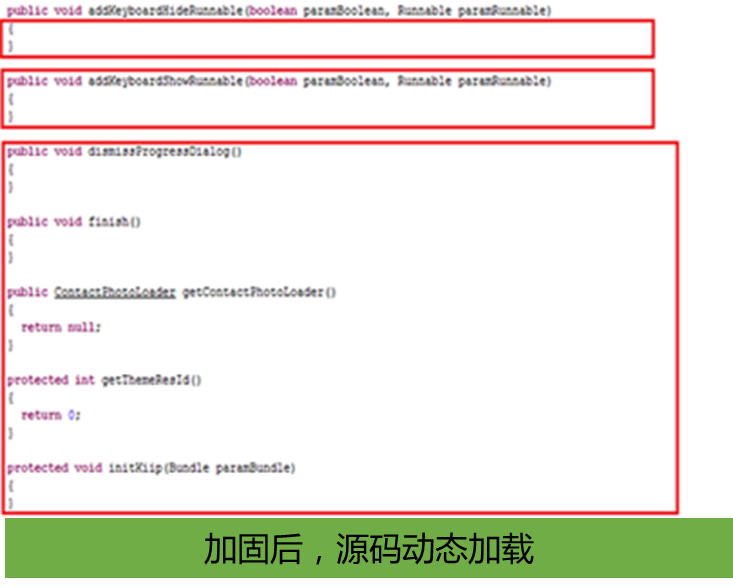 public void addKeyboardHideRunnable(boolean paramBoolean, Runnable paramRunnable)
{
}
public void addKeyboardShowRunnable(boolean paramBoolean, Runnable paramRunnable)
{
}
public void dismissProgressDialog()
{
}
public void finish()
{
}
public ContactPhotoLoader getContactPhotoLoader()
{
return null;
}
protected int getThemeResId()
{
return 0;
}
protected void initKiip(Bundle paramBundle)
{
}
加固后，源码动态加载